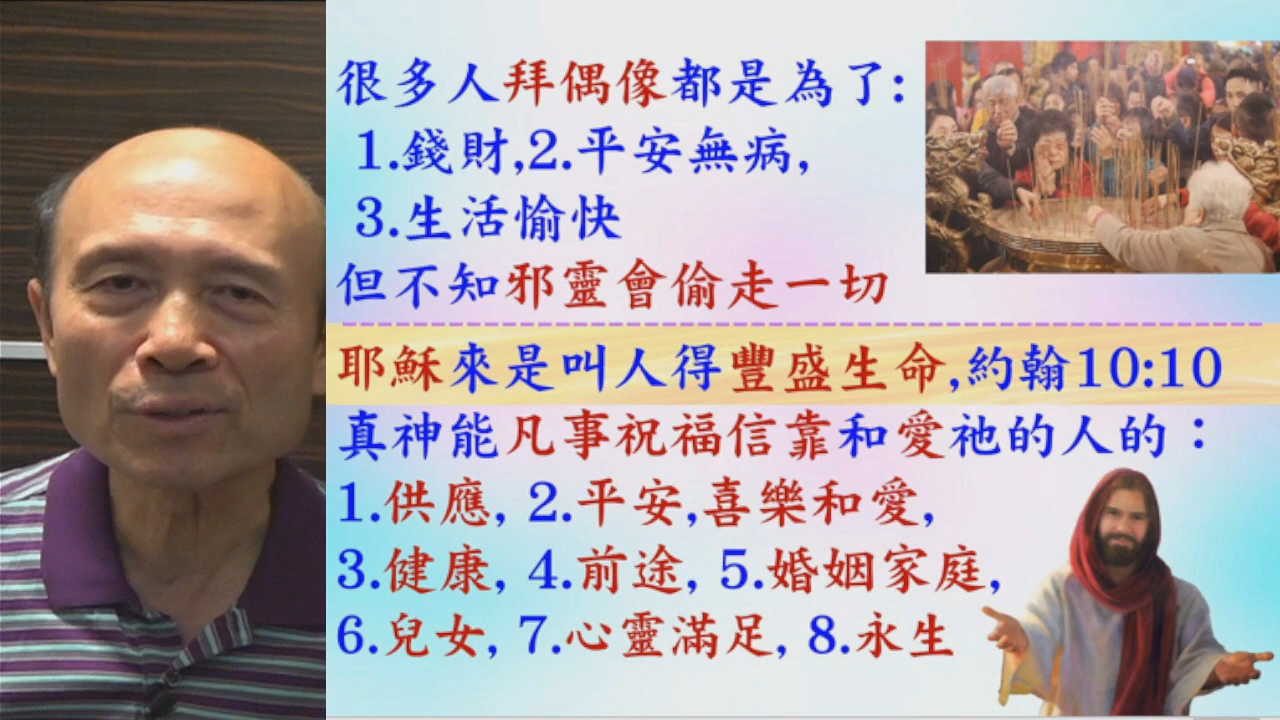 很多人拜偶像都是為了:
1.錢財,2.平安無病,
3.生活愉快
但不知邪靈會偷走一切
耶穌來是叫人得豐盛生命,約翰10:10
真神能凡事祝福信靠和愛祂的人的：
1.供應, 2.平安,喜樂和愛,
3.健康, 4.前途, 5.婚姻家庭,
6.兒女, 7.心靈滿足, 8.永生